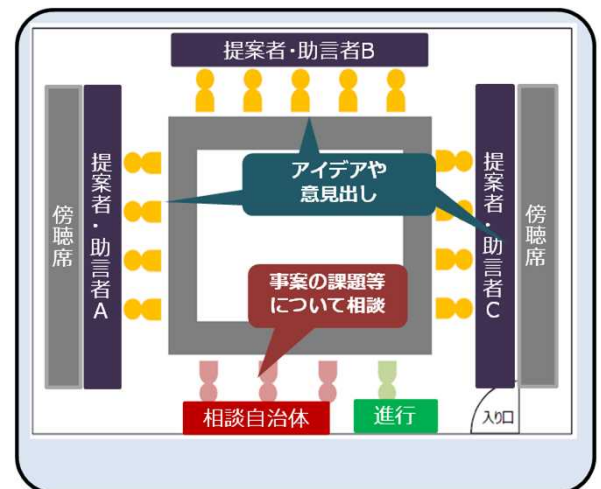 提案者・助言者B
アイデアや
意見出し
傍聴席
提案者・助言者A
提案者・助言者C
傍聴席
事案の課題等
について相談
相談自治体
進行
入り口